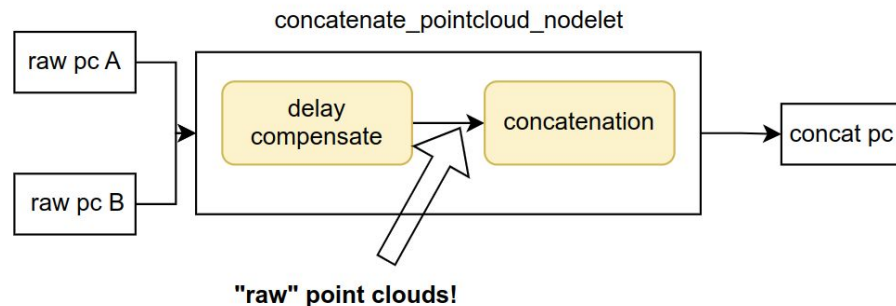 concatenate_pointcloud_nodelet
raw pc A
delay
compensate
concatenation
concat pc
raw pc B
"raw" point clouds!